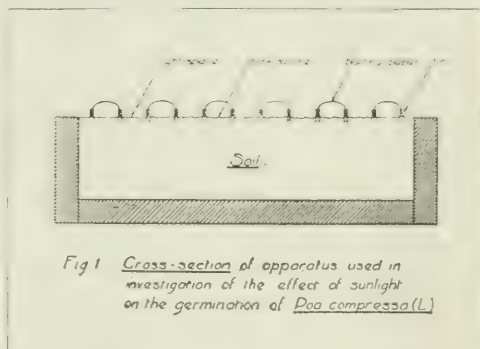 Soil.
Fig 1 Cross-section of apparatus used in
investigation of the effect of sunlight
on the germination of Poa compressa (L)